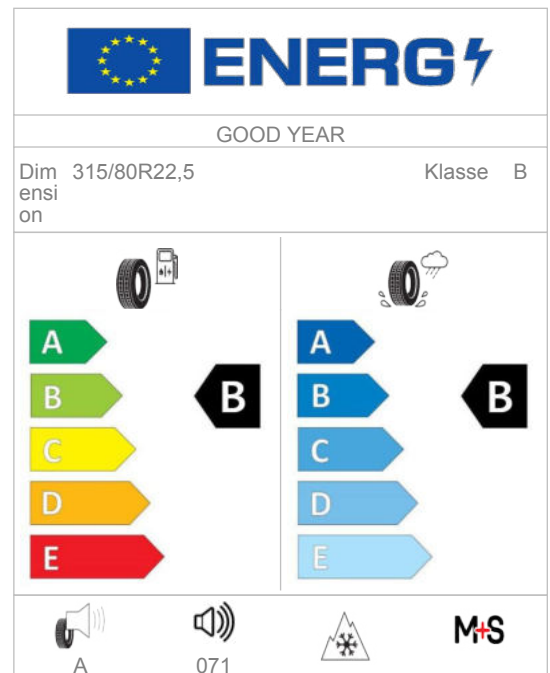 ENERG
GOOD YEAR
Dim 315/80R22,5 Klasse B
ensi
on
A A
B B B B
C C
D D
E E
M+S
A 071